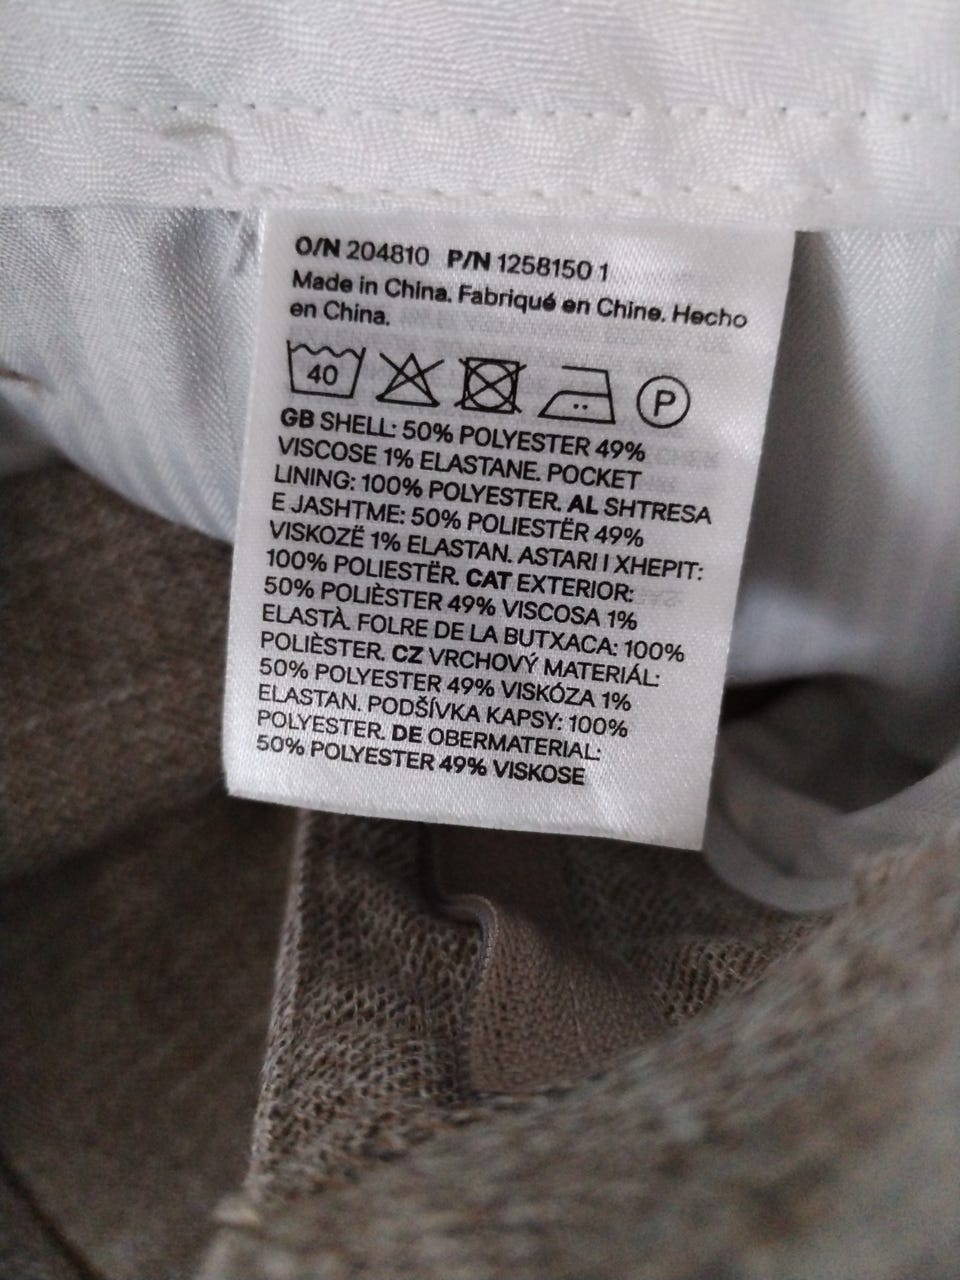 O/N 204810 P/N 1258150 1
Made in China. Fabriqué en Chine. Hecho
en China.
40 P
GB SHELL: 50% POLYESTER 49%
VISCOSE 1% ELASTANE. POCKET
LINING: 100% POLYESTER. AL SHTRESA
E JASHTME: 50% POLIESTËR 49%
VISKOZË 1% ELASTAN. ASTARI I XHEPIT:
100% POLIESTËR. CAT EXTERIOR:
50% POLIÈSTER 49% VISCOSA 1%
ELASTÀ. FOLRE DE LA BUTXACA: 100%
POLIÈSTER. CZ VRCHOVÝ MATERIÁL:
50% POLYESTER 49% VISKÓZA 1%
ELASTAN. PODŠÍVKA KAPSY: 100%
POLYESTER. DE OBERMATERIAL:
50% POLYESTER 49% VISKOSE